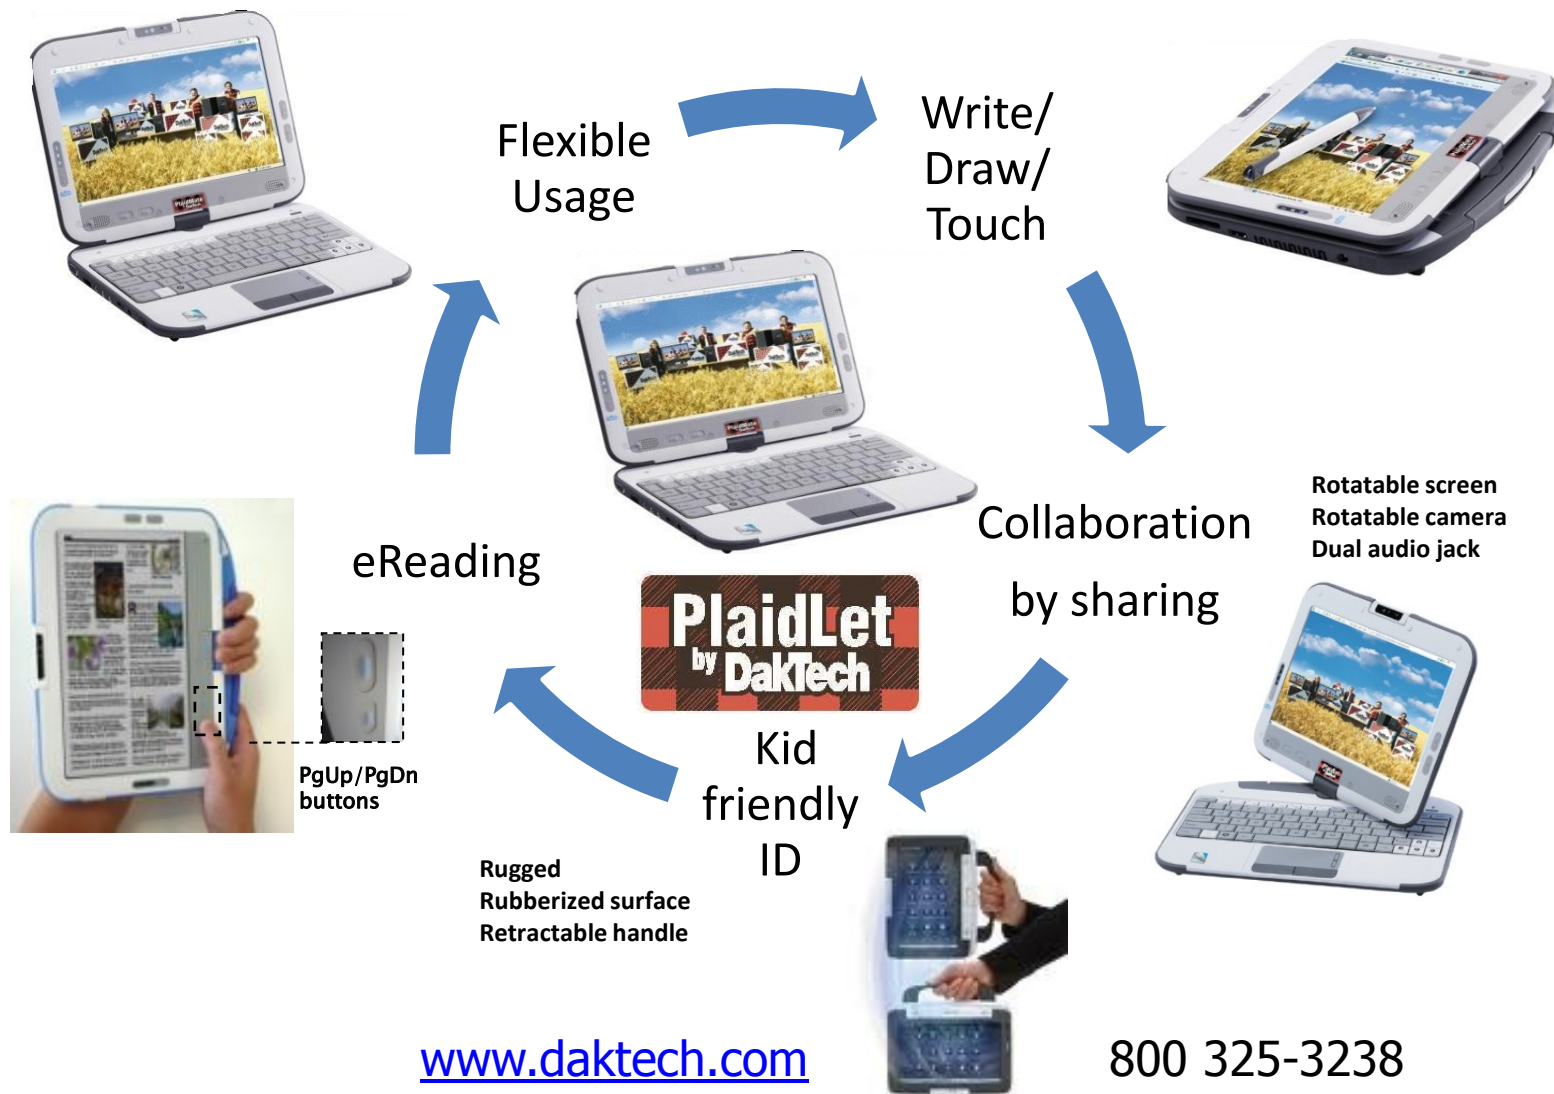 Flexible
Usage
Write/
Draw/
Touch
PlaidMate
Collaboration
by sharing
Rotatable screen
Rotatable camera
Dual audio jack
eReading
PgUp/PgDn
buttons
PlaidLet
by DakTech
Kid
friendly
ID
Rugged
Rubberized surface
Retractable handle
www.daktech.com
800 325-3238